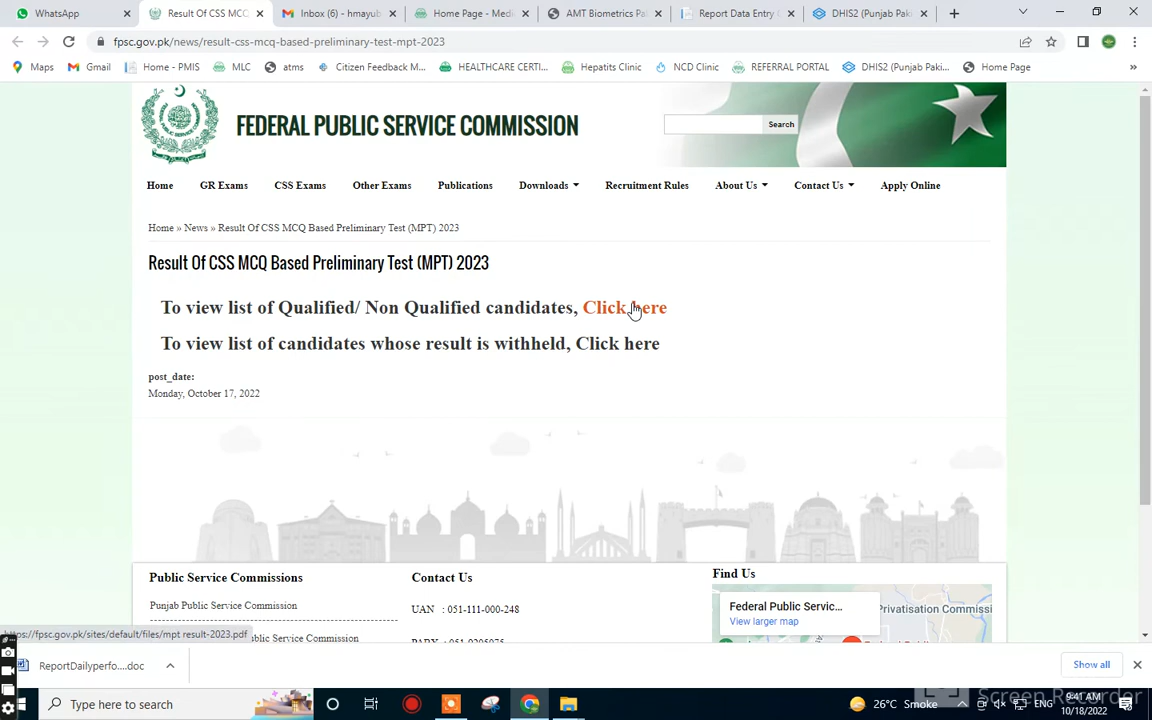 WhatsApp
Result Of CSS MCQ
Inbox (6) - hmayub
Home Page - Medi
AMT Biometrics Pa
Report Data Entry
DHIS2 (Punjab Pak
fpsc.gov.pk/news/result-css-mcq-based-preliminary-test-mpt-2023
Maps
Gmail
Home - PMIS
MLC
atms
Citizen Feedback M...
HEALTHCARE CERTI...
Hepatits Clinic
NCD Clinic
REFERRAL PORTAL
DHIS2 (Punjab Paki...
Home Page
»
FEDERAL PUBLIC SERVICE COMMISSION
Search
Home
GR Exams
CSS Exams
Other Exams
Publications
Downloads
Recruitment Rules
About Us
Contact Us
Apply Online
Home » News » Result Of CSS MCQ Based Preliminary Test (MPT) 2023
Result Of CSS MCQ Based Preliminary Test (MPT) 2023
To view list of Qualified/ Non Qualified candidates, Click here
To view list of candidates whose result is withheld, Click here
post_date:
Monday, October 17, 2022
Public Service Commissions
Contact Us
Find Us
Punjab Public Service Commission
UAN : 051-111-000-248
Federal Public Servic...
View larger map
Privatisation Commissi
https://fpsc.gov.pk/sites/default/files/mpt result-2023.pdf
Public Service Commission
ReportDailyperfo....doc
Show all
Type here to search
26°C Smoke
ENG
9:41 AM
10/18/2022
Screen Recorder